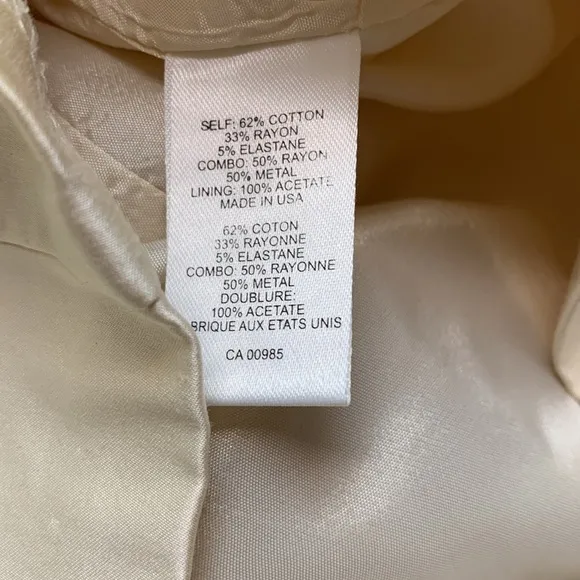 SELF: 62% COTTON
33% RAYON
5% ELASTANE
COMBO: 50% RAYON
50% METAL
LINING: 100% ACETATE
MADE IN USA
62% COTON
33% RAYONNE
5% ELASTANE
COMBO: 50% RAYONNE
50% METAL
DOUBLURE:
100% ACETATE
BRIQUE AUX ETATS UNIS
CA 00985